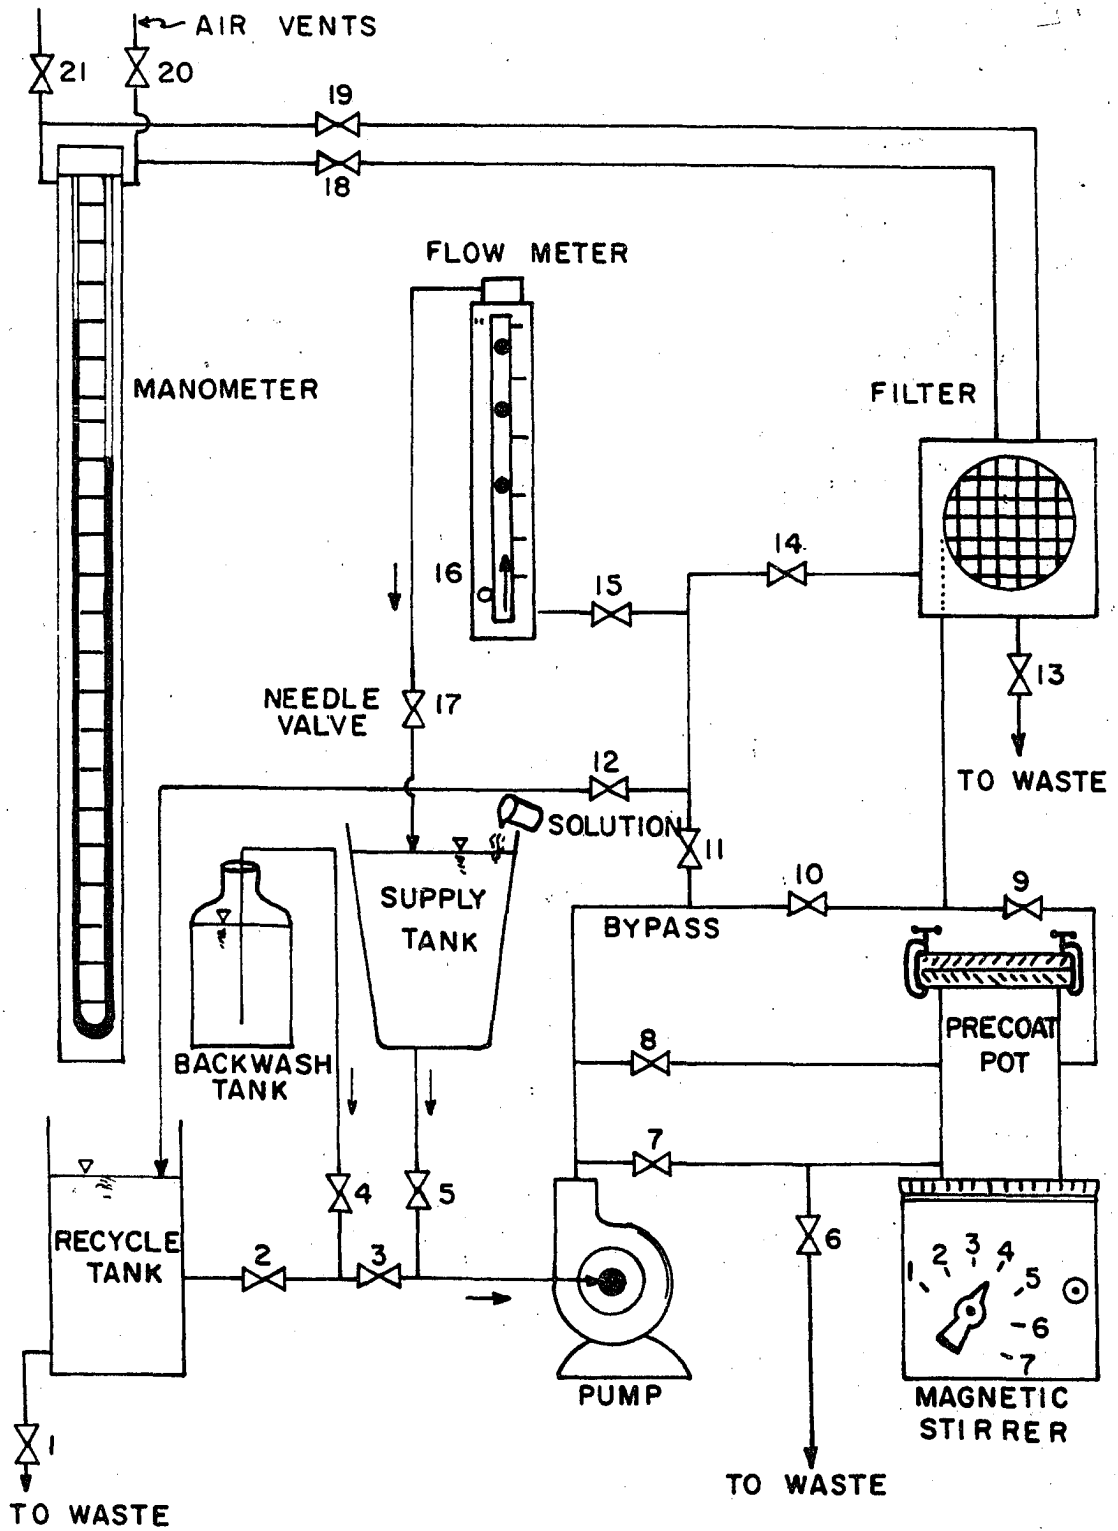 AIR VENTS
21
20
19
18
FLOW METER
MANOMETER
FILTER
14
16
15
13
NEEDLE
VALVE
17
12
TO WASTE
SOLUTION
11
10
9
SUPPLY
TANK
BYPASS
PRECOAT
POT
8
BACKWASH
TANK
7
4
5
6
RECYCLE
TANK
2
3
1 2 3 4 5 6 7
PUMP
MAGNETIC
STIRRER
1
TO WASTE
TO WASTE